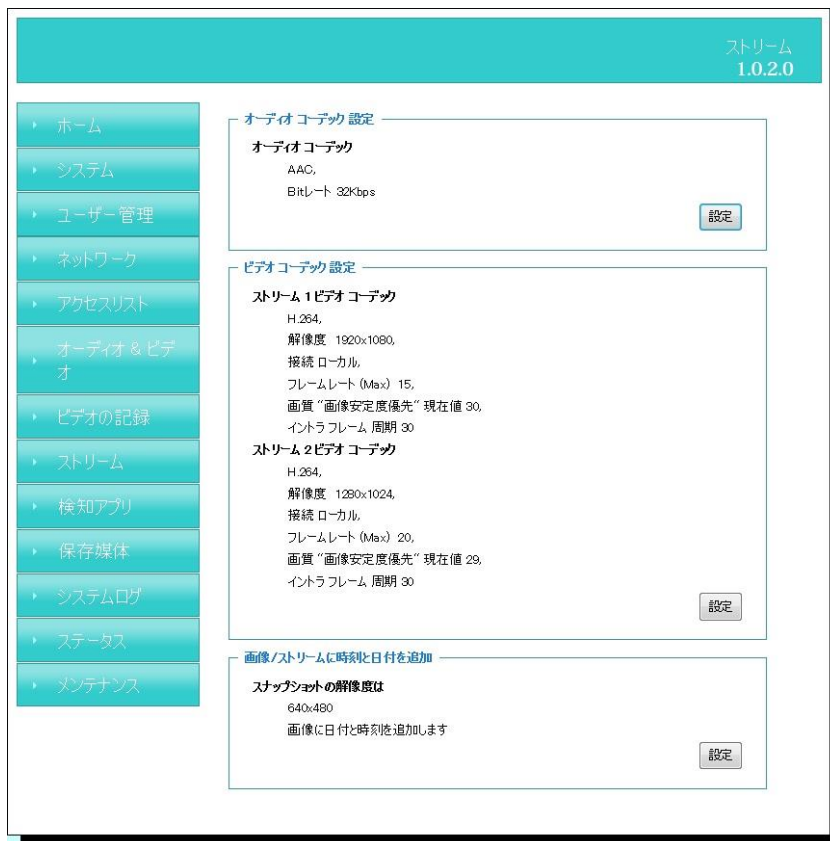 ストリーム
1.0.2.0
ホーム
システム
ユーザー管理
ネットワーク
アクセスリスト
オーディオ & ビデ
オ
ビデオの記録
ストリーム
検知アプリ
保存媒体
システムログ
ステータス
メンテナンス
オーディオ コーデック 設定
オーディオ コーデック
AAC,
Bitレート 32Kbps
設定
ビデオ コーデック 設定
ストリーム 1 ビデオ コーデック
H.264,
解像度 1920x1080,
接続 ローカル,
フレームレート (Max) 15,
画質 “画像安定度優先“ 現在値 30,
イントラ フレーム 周期 30
ストリーム 2 ビデオ コーデック
H.264,
解像度 1280x1024,
接続 ローカル,
フレームレート (Max) 20,
画質 “画像安定度優先“ 現在値 29,
イントラ フレーム 周期 30
設定
画像/ストリームに時刻と日付を追加
スナップショットの解像度は
640x480
画像に日付と時刻を追加します
設定